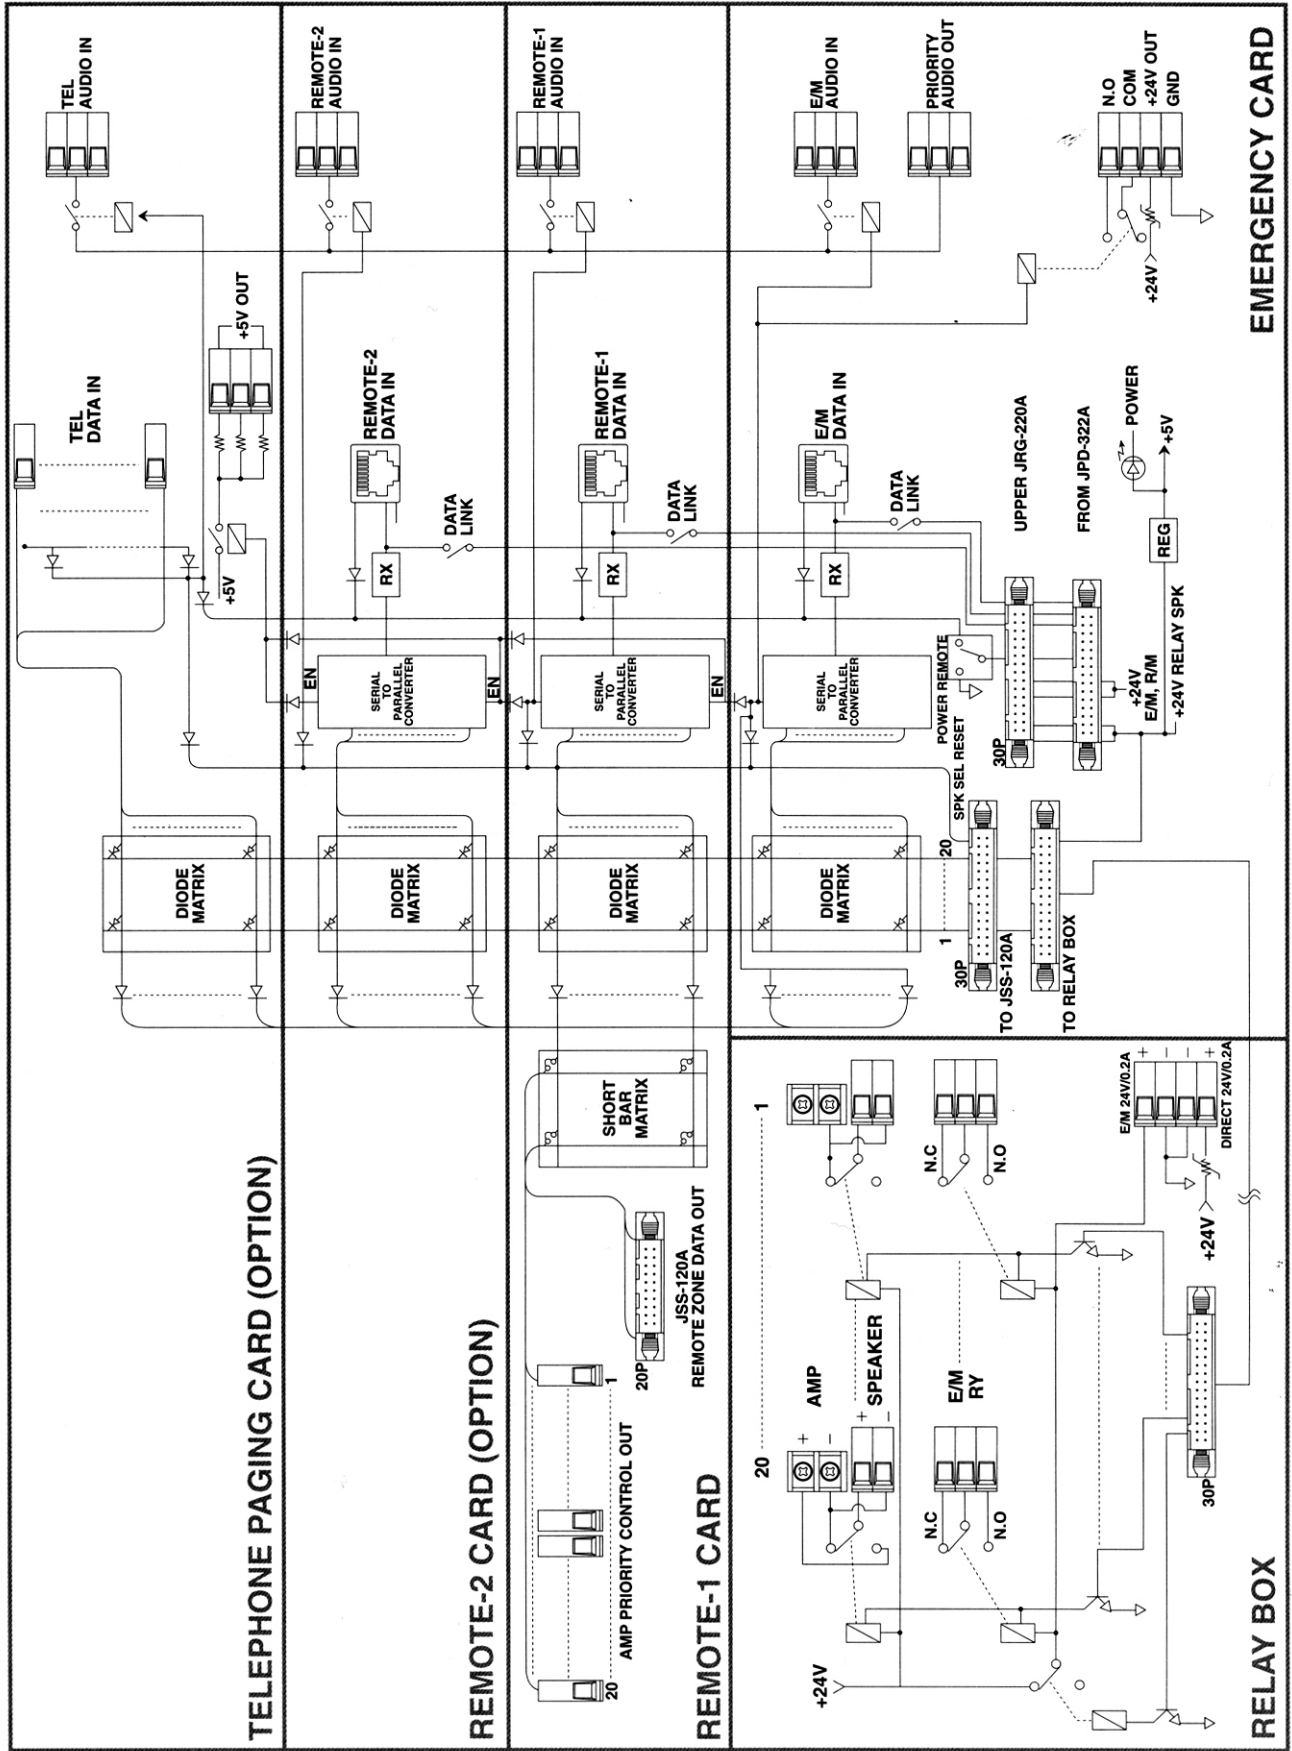 TELEPHONE PAGING CARD (OPTION)
TEL
AUDIO IN
TEL
DATA IN
+5V OUT
+5V
DIODE
MATRIX
REMOTE-2 CARD (OPTION)
REMOTE-2
AUDIO IN
REMOTE-2
DATA IN
DATA
LINK
RX
EN
SERIAL
TO
PARALLEL
CONVERTER
DIODE
MATRIX
REMOTE-1 CARD
REMOTE-1
AUDIO IN
REMOTE-1
DATA IN
DATA
LINK
RX
EN
SERIAL
TO
PARALLEL
CONVERTER
DIODE
MATRIX
SHORT
BAR
MATRIX
JSS-120A
REMOTE ZONE DATA OUT
20P
1
20
AMP PRIORITY CONTROL OUT
EMERGENCY CARD
E/M
AUDIO IN
PRIORITY
AUDIO OUT
N.O
COM
+24V OUT
GND
+24V
E/M
DATA IN
DATA
LINK
RX
EN
SERIAL
TO
PARALLEL
CONVERTER
DIODE
MATRIX
UPPER JRG-220A
FROM JPD-322A
POWER
+5V
REG
POWER REMOTE
SPK SEL RESET
30P
+24V
E/M, R/M
+24V RELAY SPK
1
20
30P
TO JSS-120A
TO RELAY BOX
RELAY BOX
20
1
AMP
SPEAKER
E/M
RY
+
−
+
−
N.C
N.O
N.C
N.O
+24V
E/M 24V/0.2A
+
−
−
+
DIRECT 24V/0.2A
+24V
30P